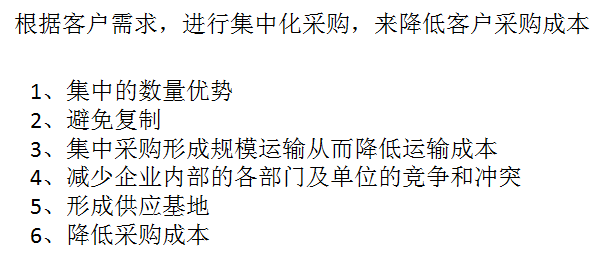 根据客户需求，进行集中化采购，来降低客户采购成本
1、集中的数量优势
2、避免复制
3、集中采购形成规模运输从而降低运输成本
4、减少企业内部的各部门及单位的竞争和冲突
5、形成供应基地
6、降低采购成本